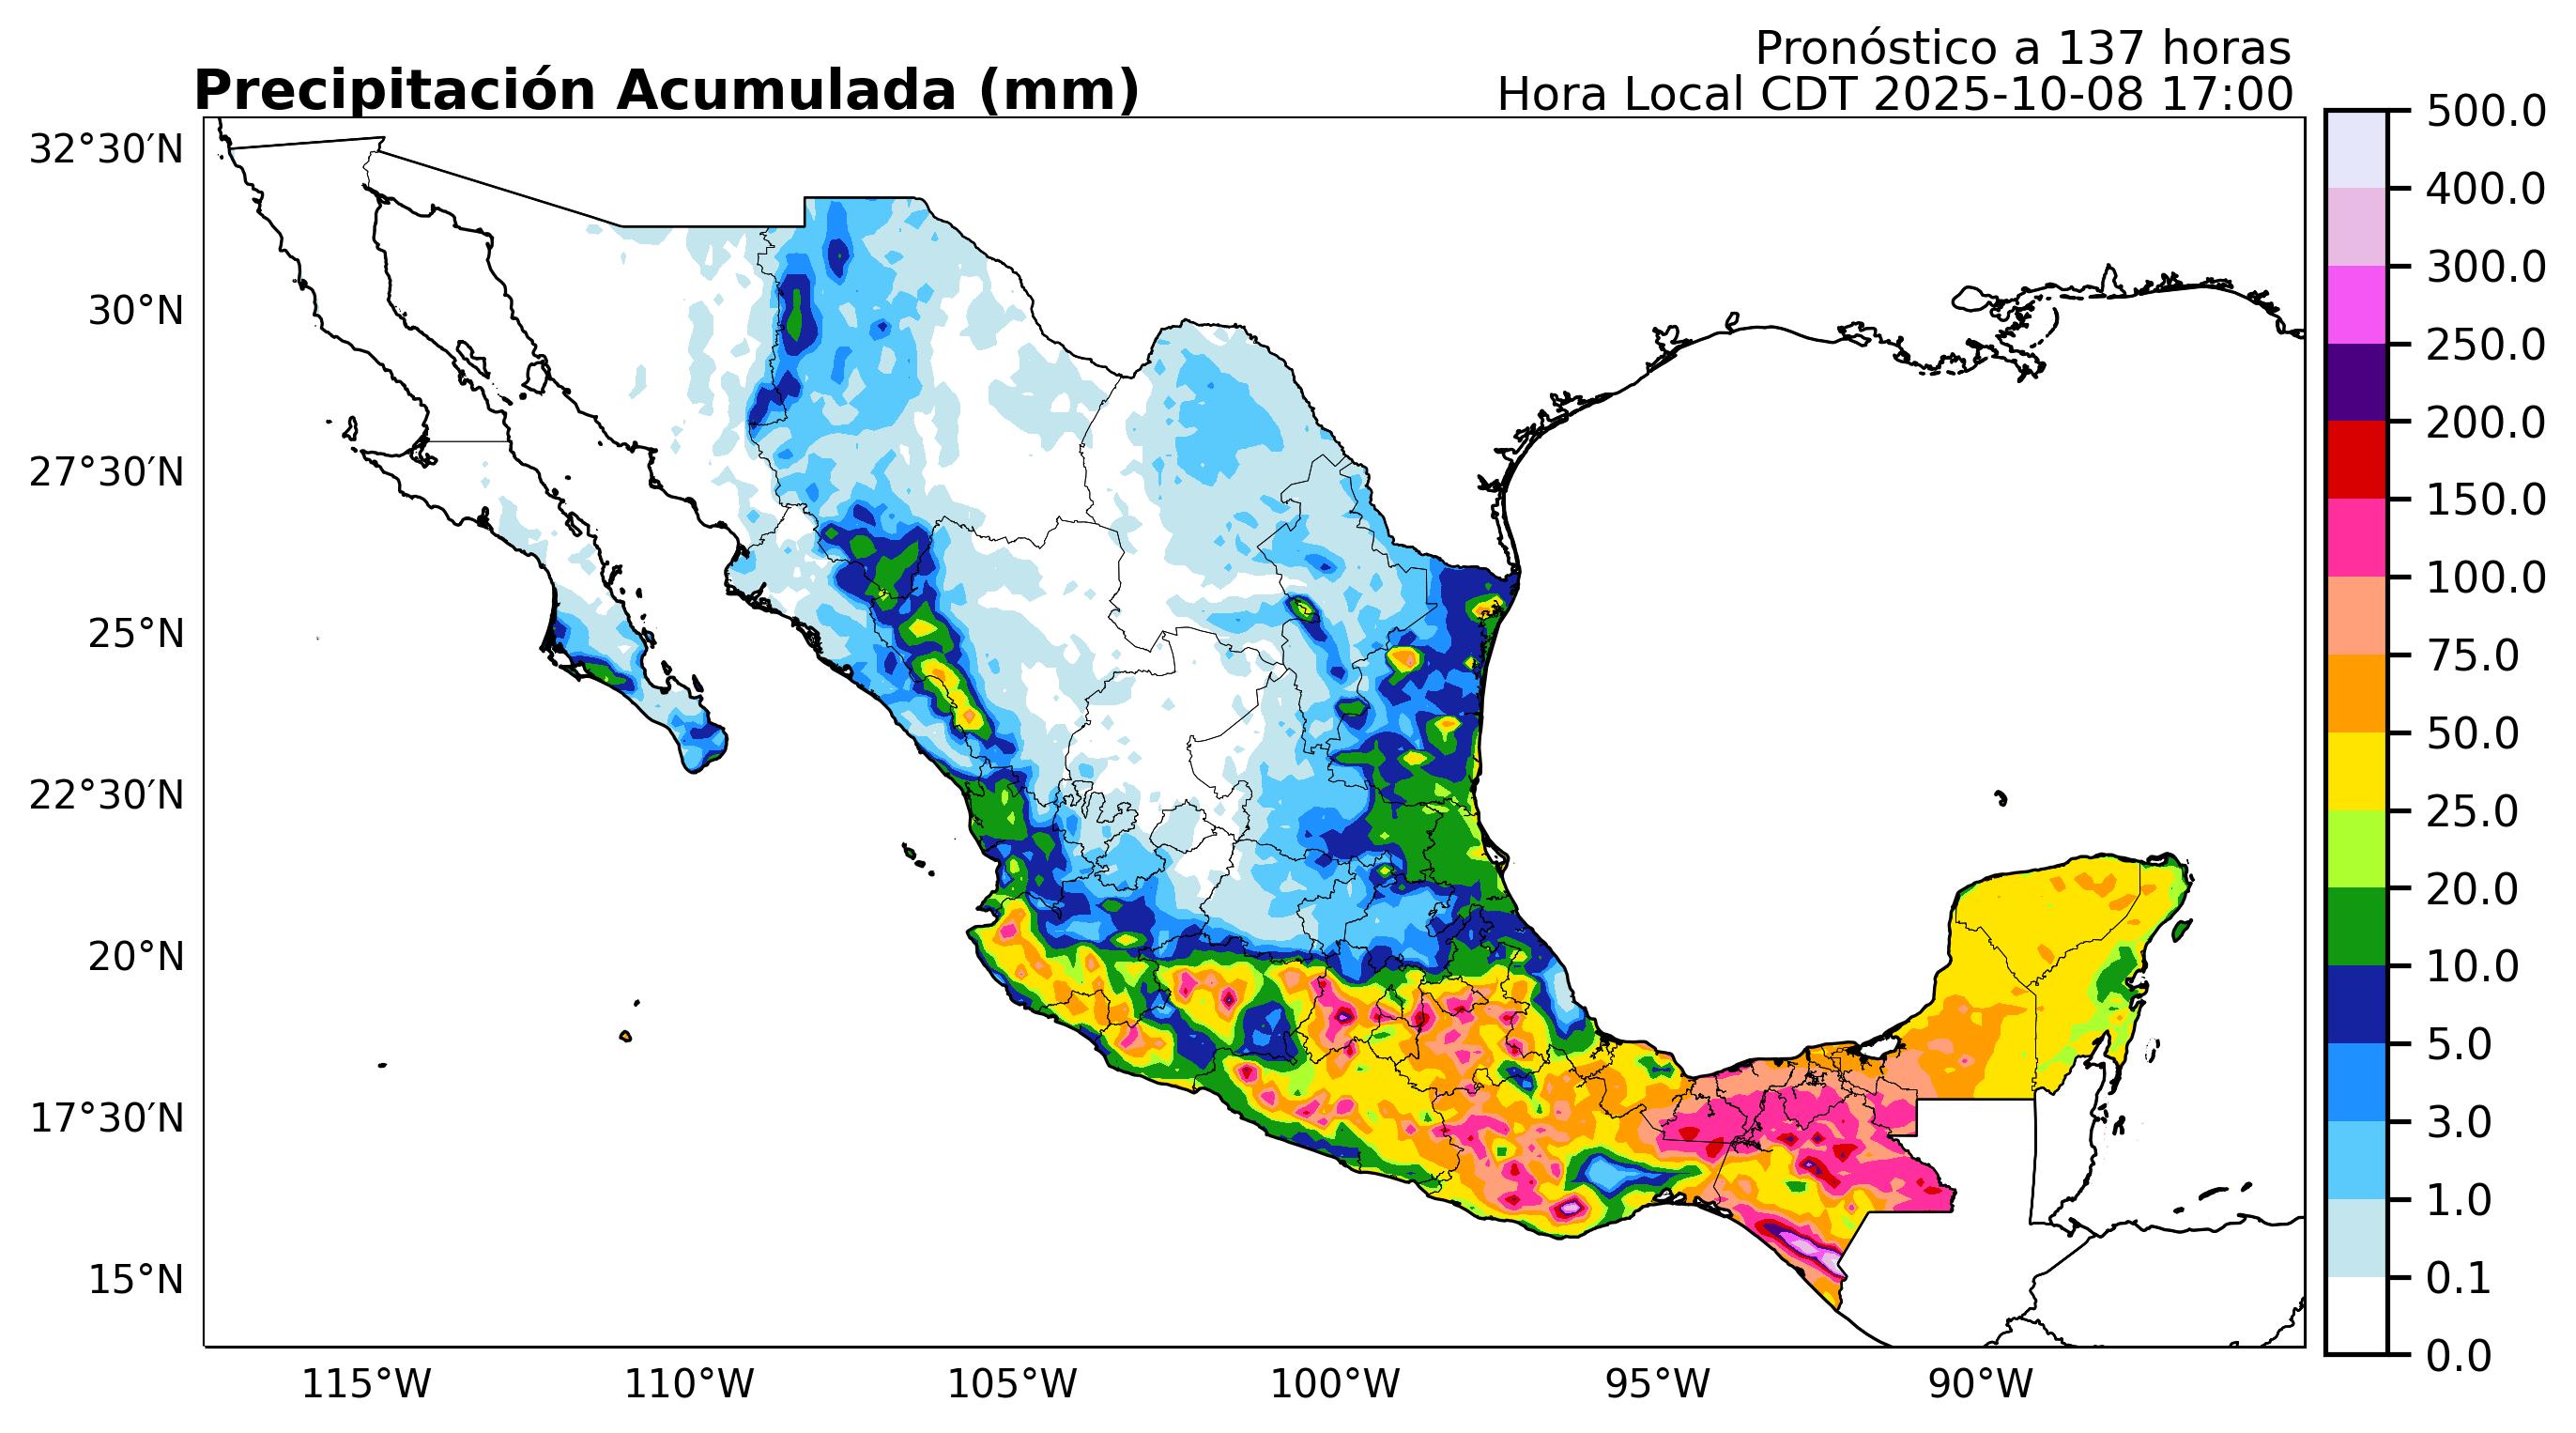 Pronóstico a 137 horas
Precipitación Acumulada (mm)
Hora Local CDT 2025-10-08 17:00
32°30′N
30°N
27°30′N
25°N
22°30′N
20°N
17°30′N
15°N
115°W
110°W
105°W
100°W
95°W
90°W
500.0
400.0
300.0
250.0
200.0
150.0
100.0
75.0
50.0
25.0
20.0
10.0
5.0
3.0
1.0
0.1
0.0